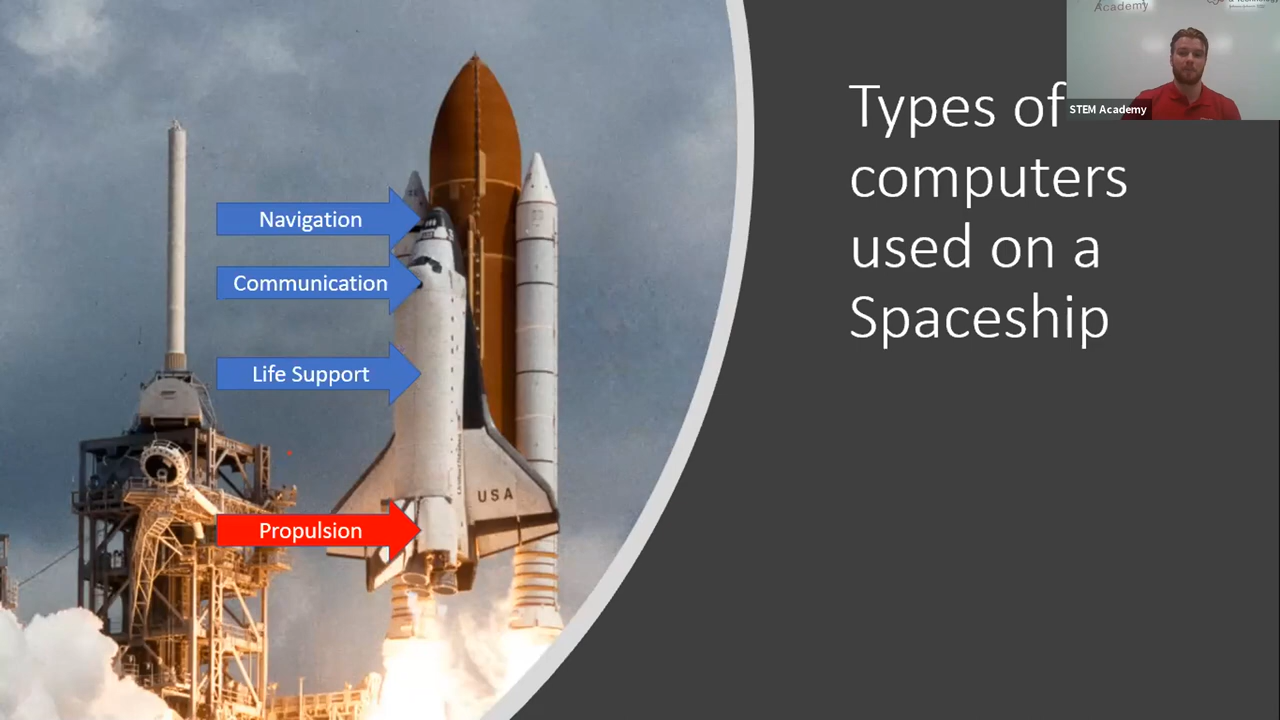 Types of
computers
used on a
Spaceship
Navigation
Communication
Life Support
Propulsion
USA
Academy
STEM Academy